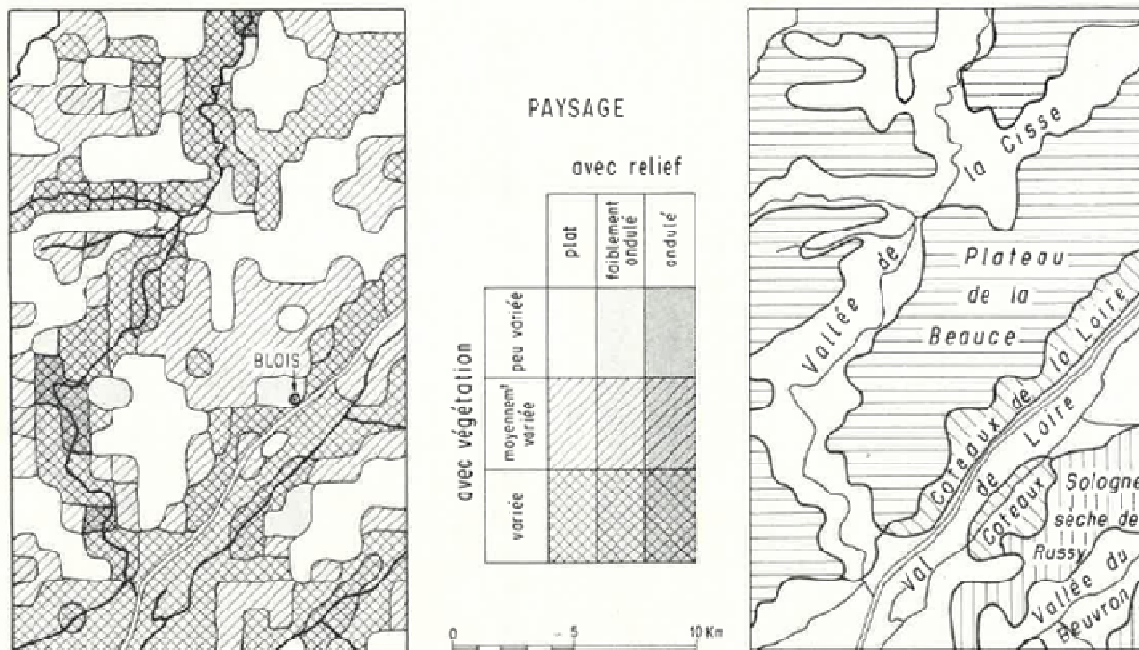 BLOIS
PAYSAGE
avec relief
plat
faiblement
ondulé
ondulé
avec végétation
peu variée
moyennemt
variée
variée
0 5 10 Km
Vallée de la Cisse
Plateau
de la
Beauce
Coteaux de la Loire
Val de Loire
Coteaux
Sologne
sèche de
Russy
Vallée du
Beuvron